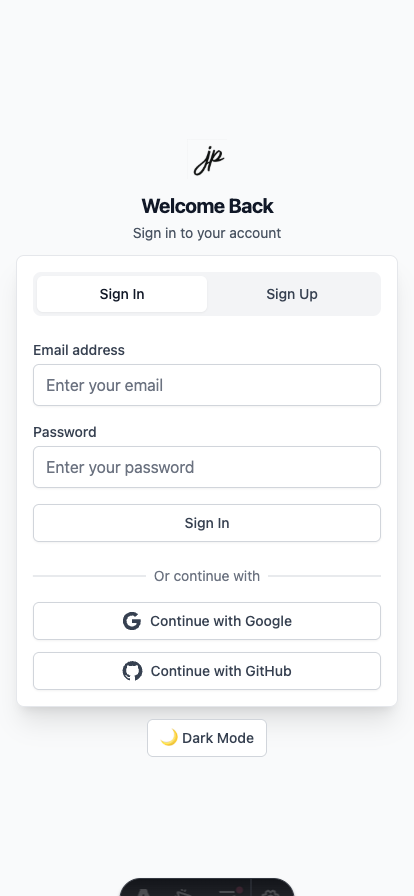 jp
Welcome Back
Sign in to your account
Sign In
Sign Up
Email address
Enter your email
Password
Enter your password
Sign In
Or continue with
Continue with Google
Continue with GitHub
🌙 Dark Mode